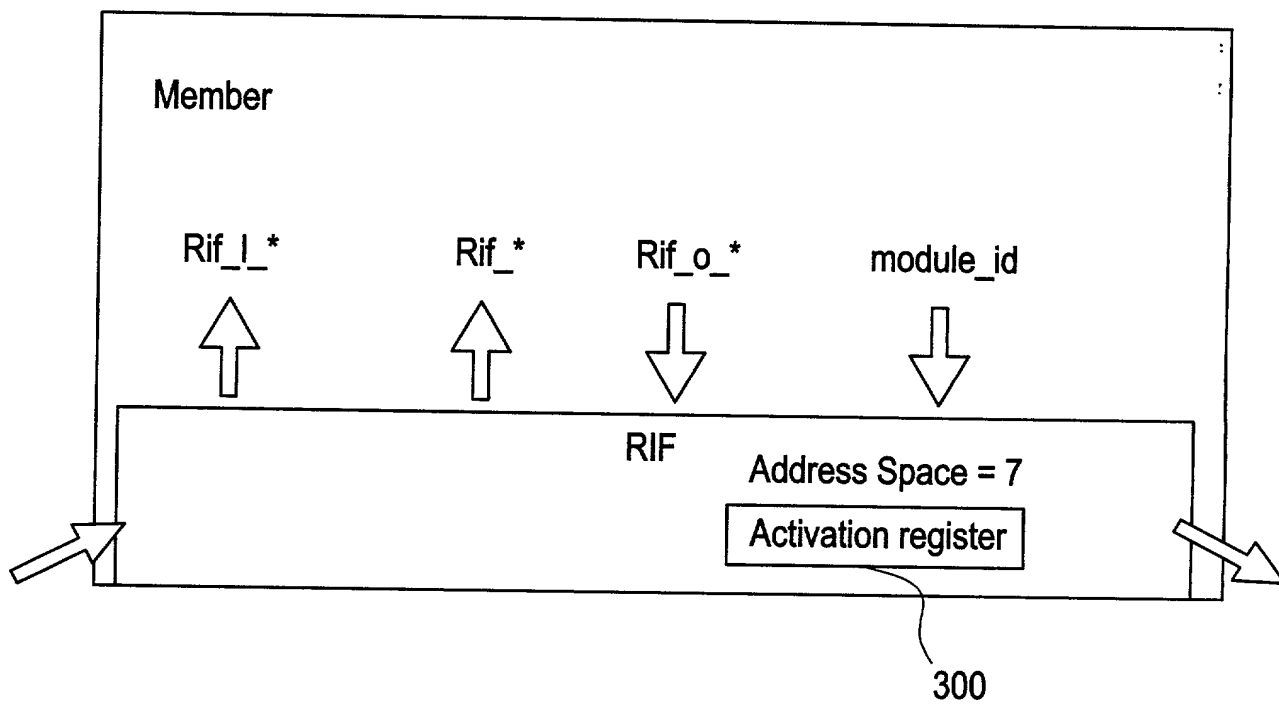 Member
Rif_I_*
Rif_*
Rif_o_*
module_id
RIF
Address Space = 7
Activation register
300